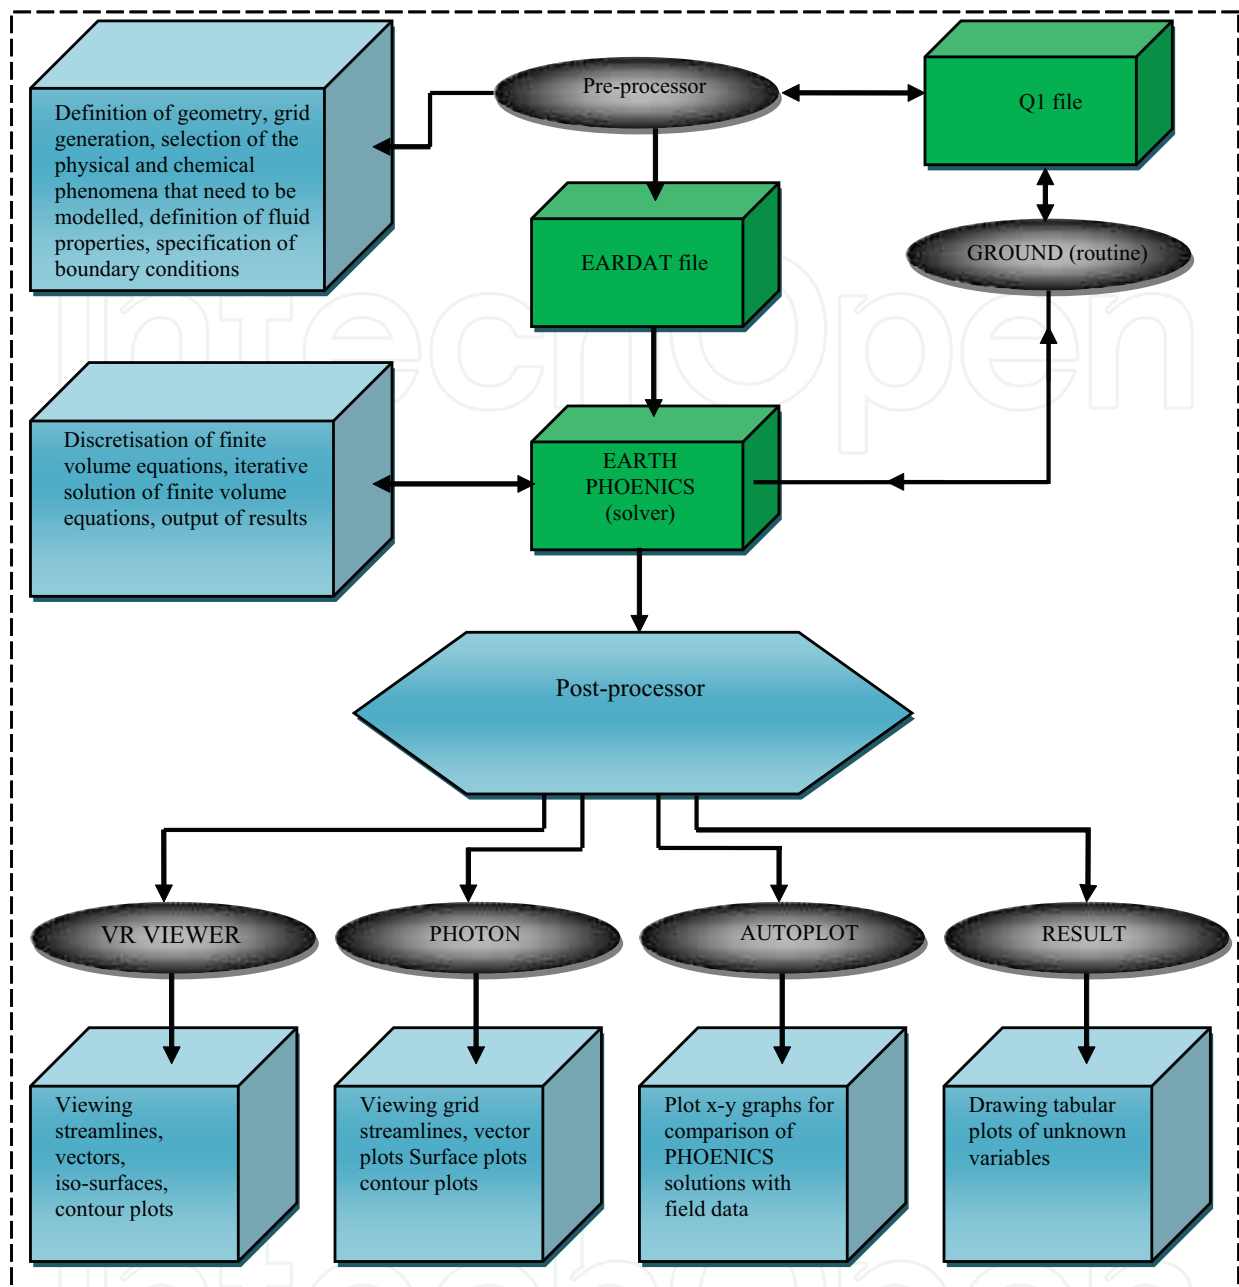 Pre-processor
Q1 file
Definition of geometry, grid
generation, selection of the
physical and chemical
phenomena that need to be
modelled, definition of fluid
properties, specification of
boundary conditions
EARDAT file
GROUND (routine)
IntechOpen
Discretisation of finite
volume equations, iterative
solution of finite volume
equations, output of results
EARTH
PHOENICS
(solver)
Post-processor
VR VIEWER
PHOTON
AUTOPLOT
RESULT
Viewing
streamlines,
vectors,
iso-surfaces,
contour plots
Viewing grid
streamlines, vector
plots Surface plots
contour plots
Plot x-y graphs for
comparison of
PHOENICS
solutions with
field data
Drawing tabular
plots of unknown
variables
IntechOpen